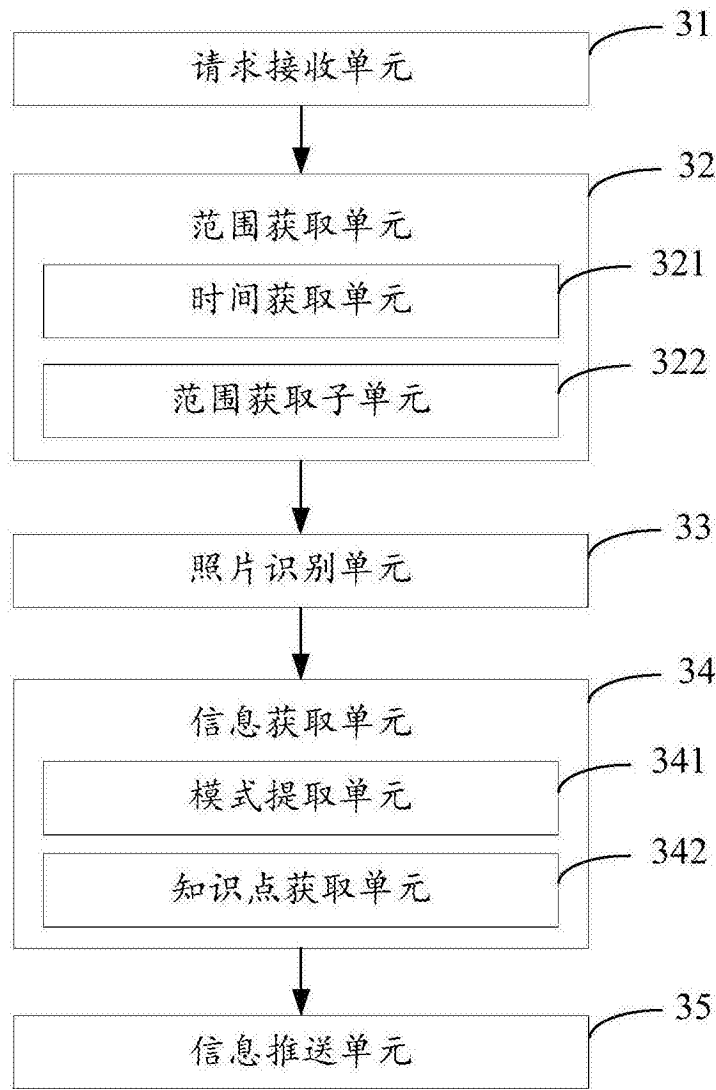 31
请求接收单元
32
范围获取单元
321
时间获取单元
322
范围获取子单元
33
照片识别单元
34
信息获取单元
341
模式提取单元
342
知识点获取单元
35
信息推送单元